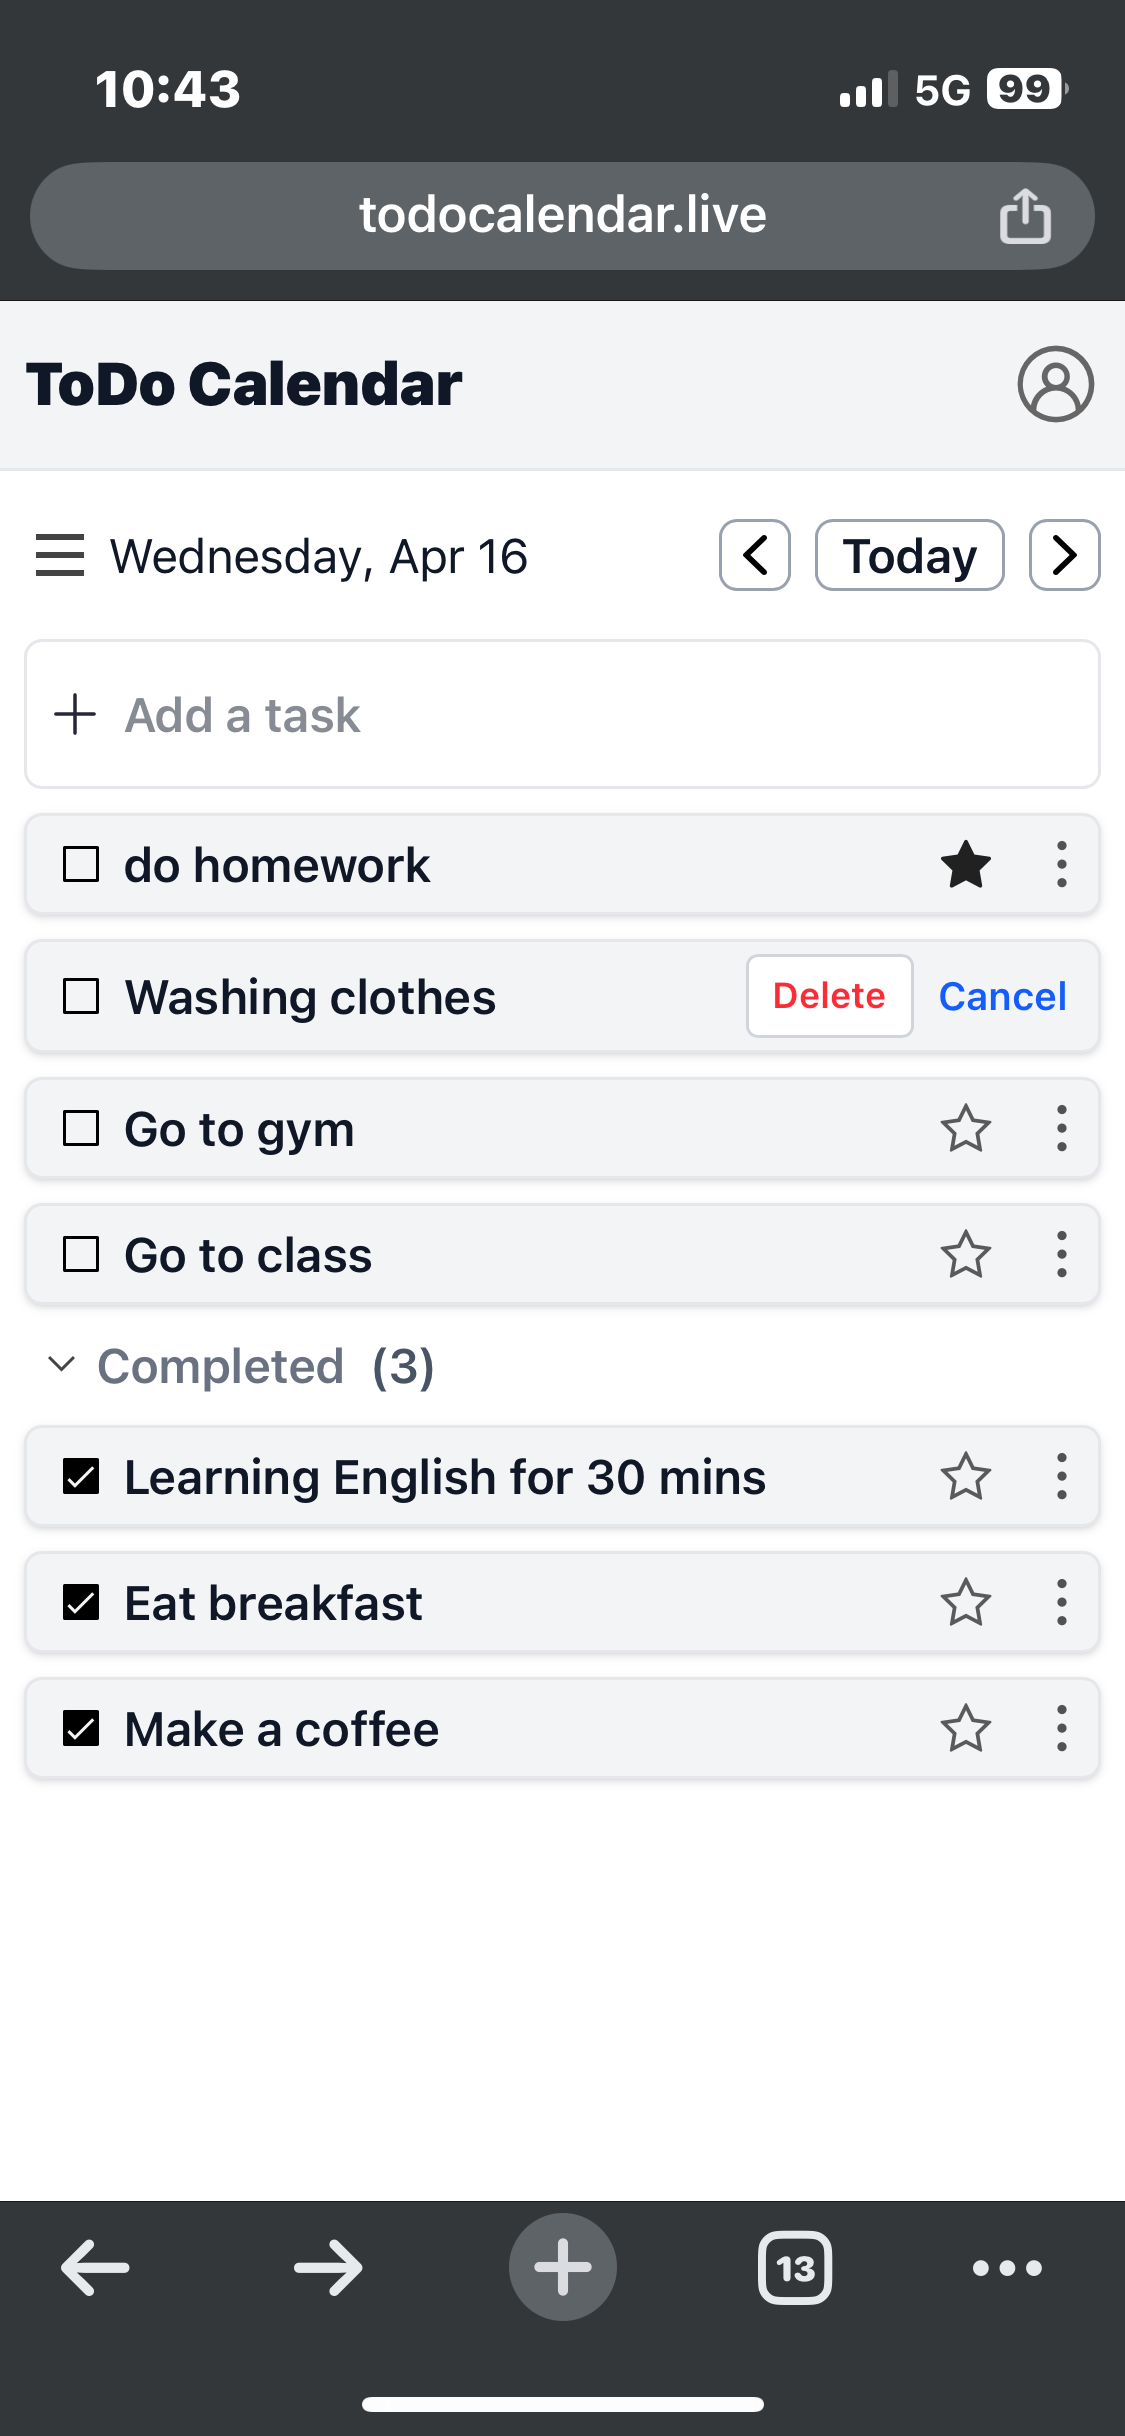 10:43 5G 99
todocalendar.live
ToDo Calendar
Wednesday, Apr 16 Today
Add a task
do homework
Washing clothes Delete Cancel
Go to gym
Go to class
Completed (3)
Learning English for 30 mins
Eat breakfast
Make a coffee
13